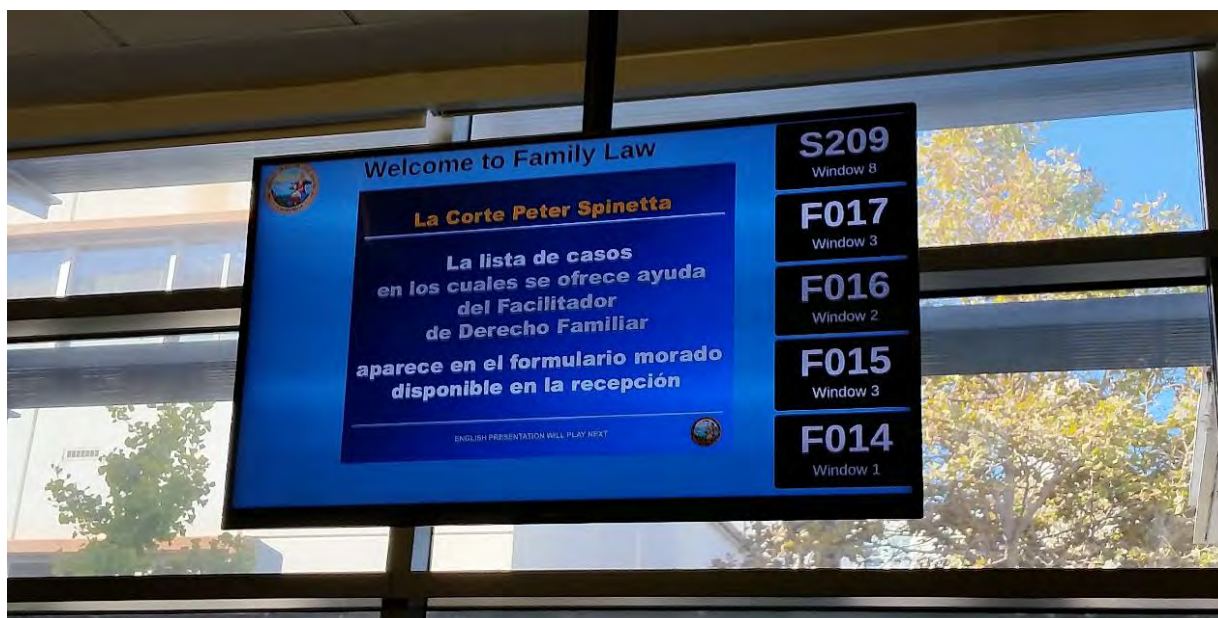 Welcome to Family Law
La Corte Peter Spinetta
La lista de casos
en los cuales se ofrece ayuda
del Facilitador
de Derecho Familiar
aparece en el formulario morado
disponible en la recepción
ENGLISH PRESENTATION WILL PLAY NEXT
S209
Window 8
F017
Window 3
F016
Window 2
F015
Window 3
F014
Window 1